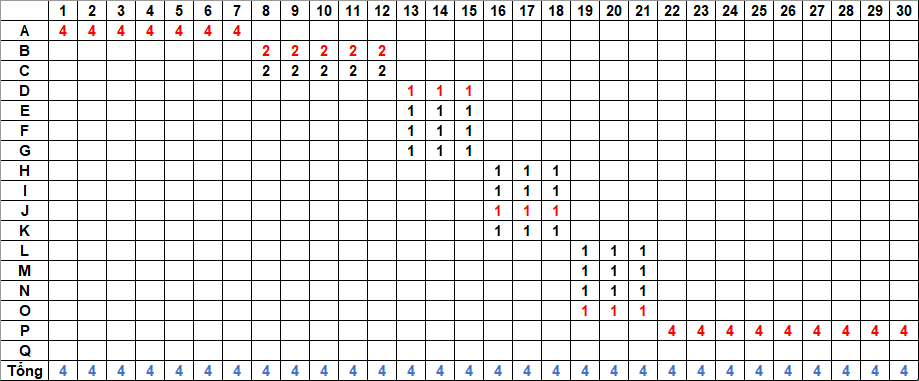 1 2 3 4 5 6 7 8 9 10 11 12 13 14 15 16 17 18 19 20 21 22 23 24 25 26 27 28 29 30
A 4 4 4 4 4 4 4
B 2 2 2 2 2
C 2 2 2 2 2
D 1 1 1
E 1 1 1
F 1 1 1
G 1 1 1
H 1 1 1
I 1 1 1
J 1 1 1
K 1 1 1
L 1 1 1
M 1 1 1
N 1 1 1
O 1 1 1
P 4 4 4 4 4 4 4 4 4
Q
Tổng 4 4 4 4 4 4 4 4 4 4 4 4 4 4 4 4 4 4 4 4 4 4 4 4 4 4 4 4 4 4